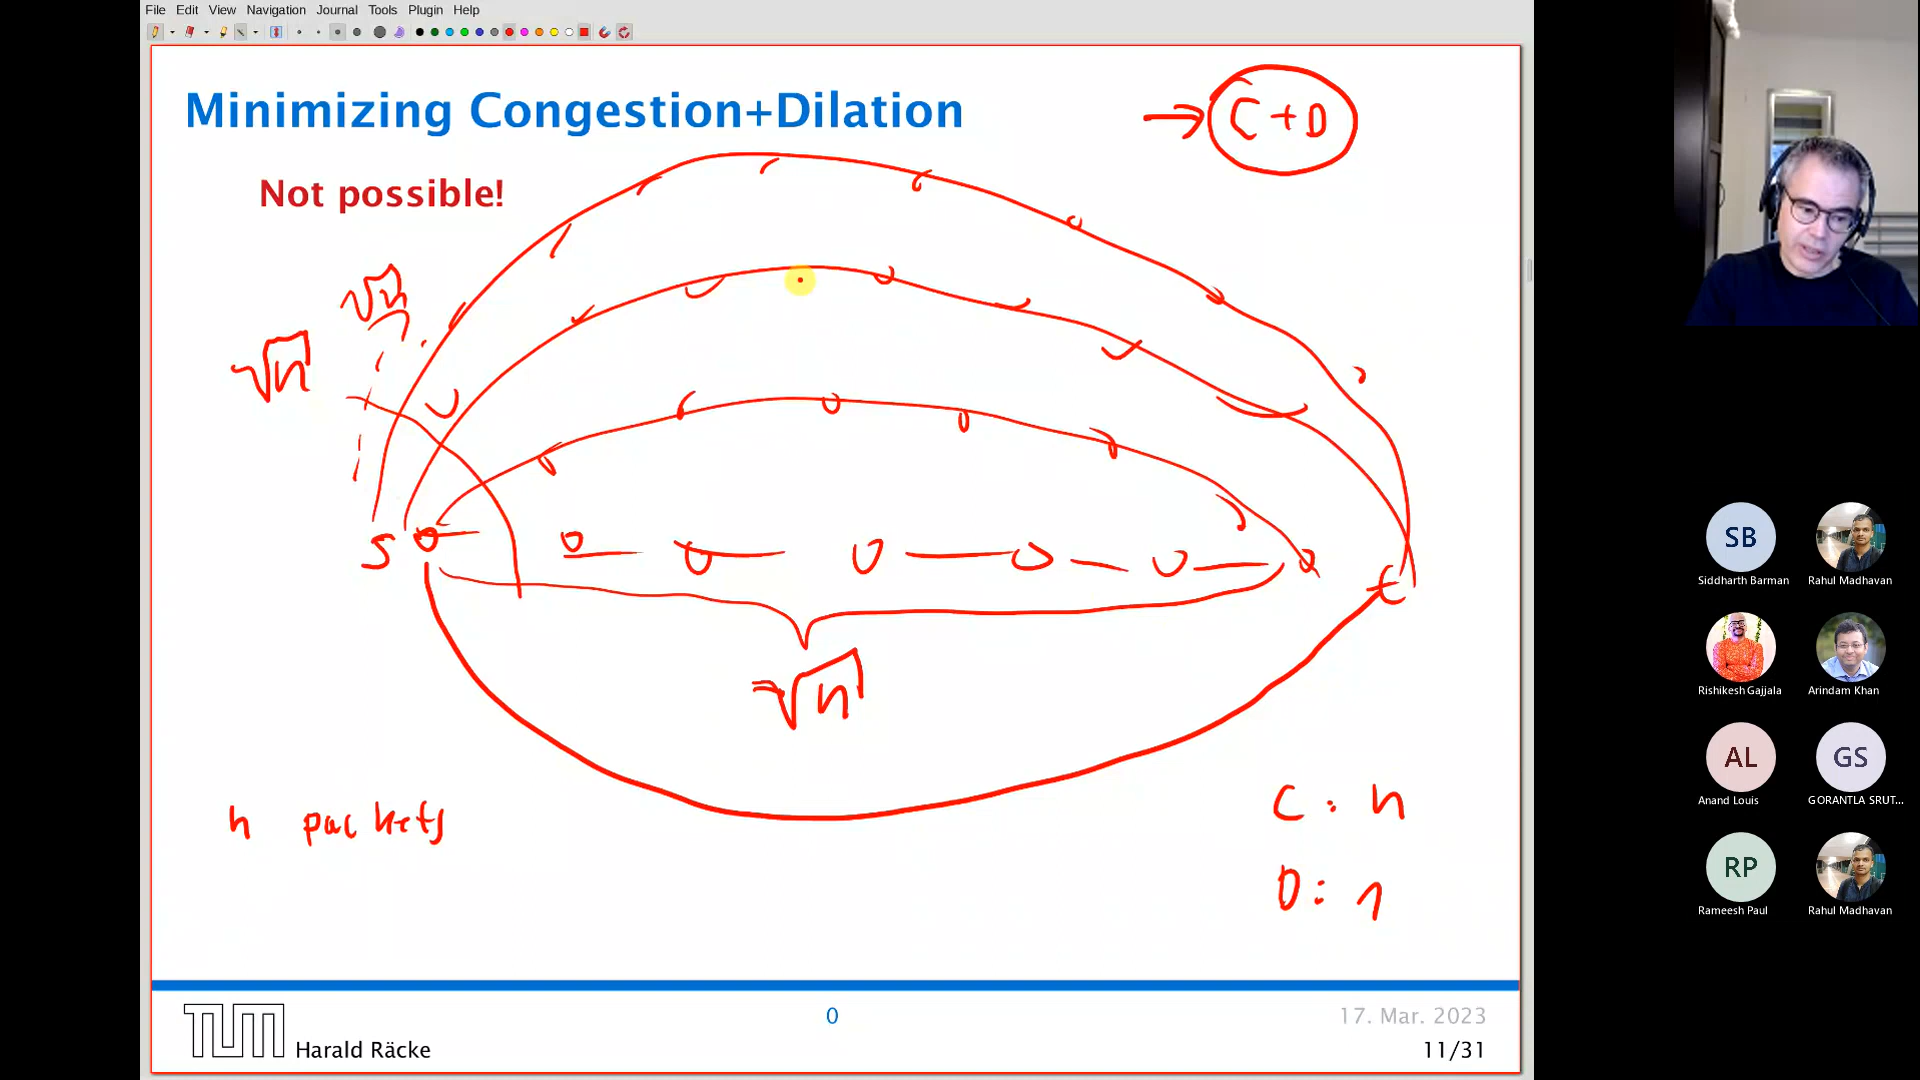 File Edit View Navigation Journal Tools Plugin Help
Minimizing Congestion+Dilation
→ C + D
Not possible!
√n
√n
S
t
√n
n packets
C : n
D : 1
TUM
Harald Räcke
0
17. Mar. 2023
11/31
SB
Siddharth Barman
Rahul Madhavan
Rishikesh Gajjala
Arindam Khan
AL
Anand Louis
GS
GORANTLA SRUT...
RP
Rameesh Paul
Rahul Madhavan